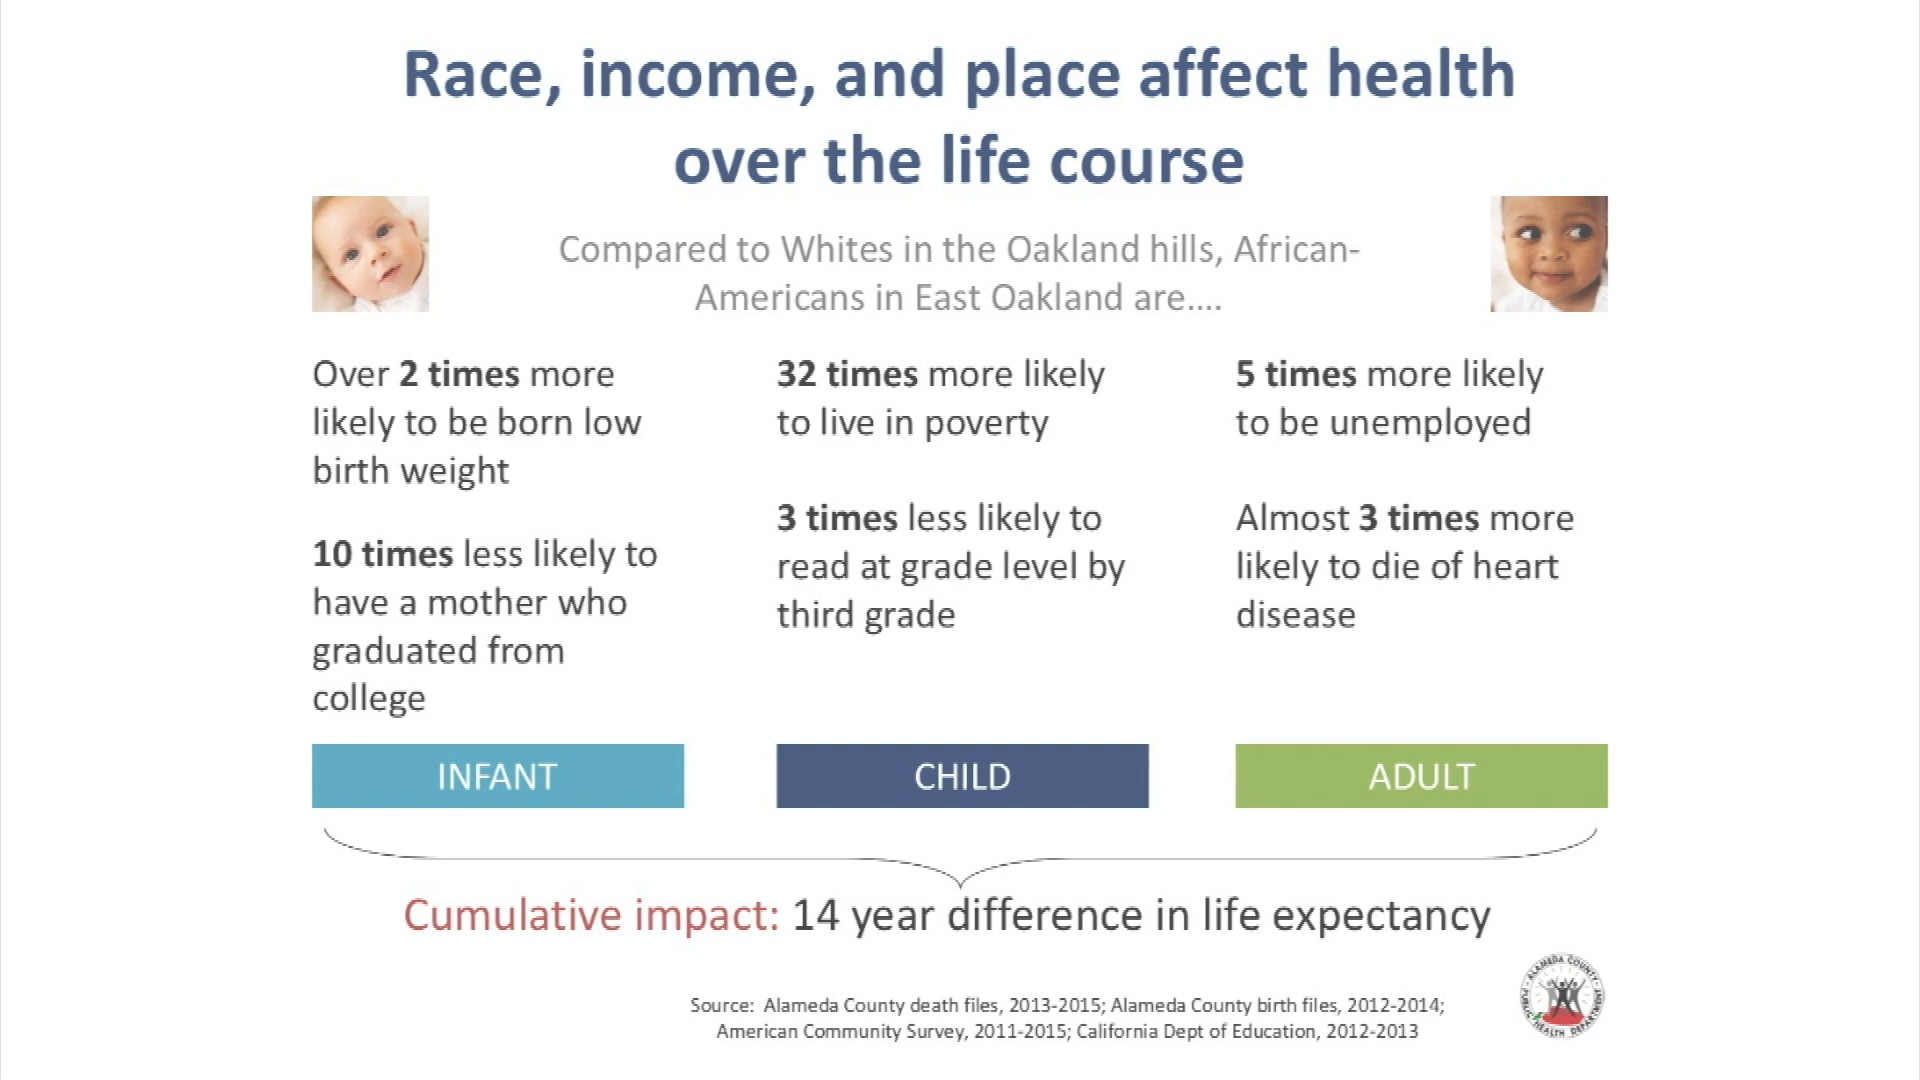 Race, income, and place affect health
over the life course
Compared to Whites in the Oakland hills, African-
Americans in East Oakland are....
Over 2 times more
likely to be born low
birth weight
10 times less likely to
have a mother who
graduated from
college
INFANT
32 times more likely
to live in poverty
3 times less likely to
read at grade level by
third grade
CHILD
5 times more likely
to be unemployed
Almost 3 times more
likely to die of heart
disease
ADULT
Cumulative impact: 14 year difference in life expectancy
Source: Alameda County death files, 2013-2015; Alameda County birth files, 2012-2014;
American Community Survey, 2011-2015; California Dept of Education, 2012-2013
ALAMEDA COUNTY
PUBLIC HEALTH DEPARTMENT